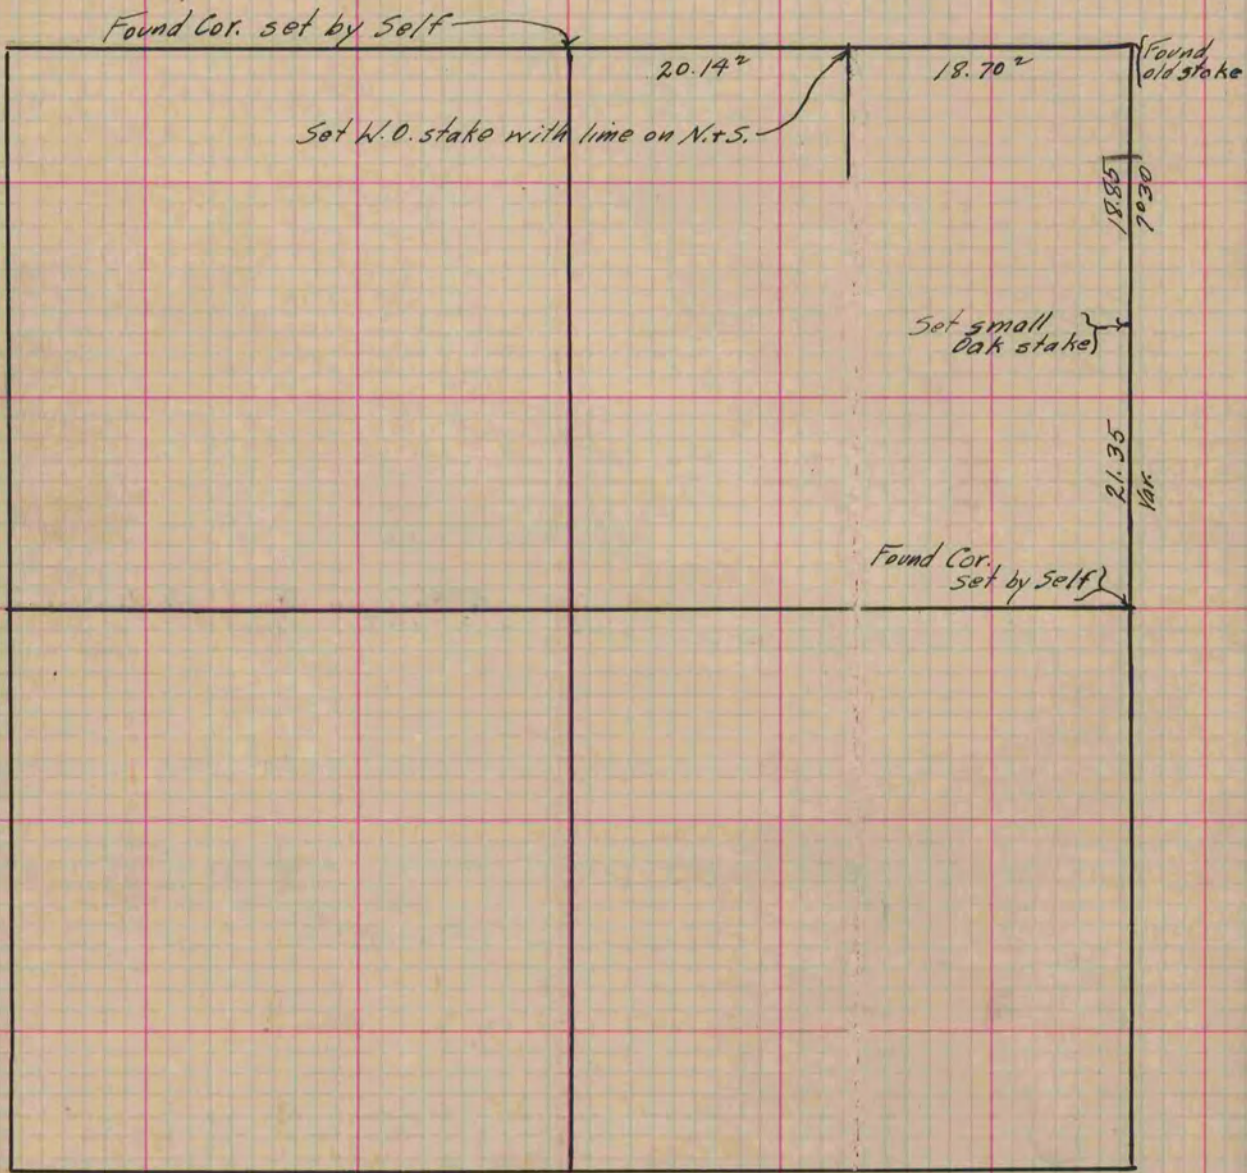 Found Cor. set by Self
20.14²
18.70²
Found
old stake
Set W.O. stake with lime on N.+S.
18.85
7°30
Set small
Oak stake
21.35
Var.
Found Cor.
set by Self